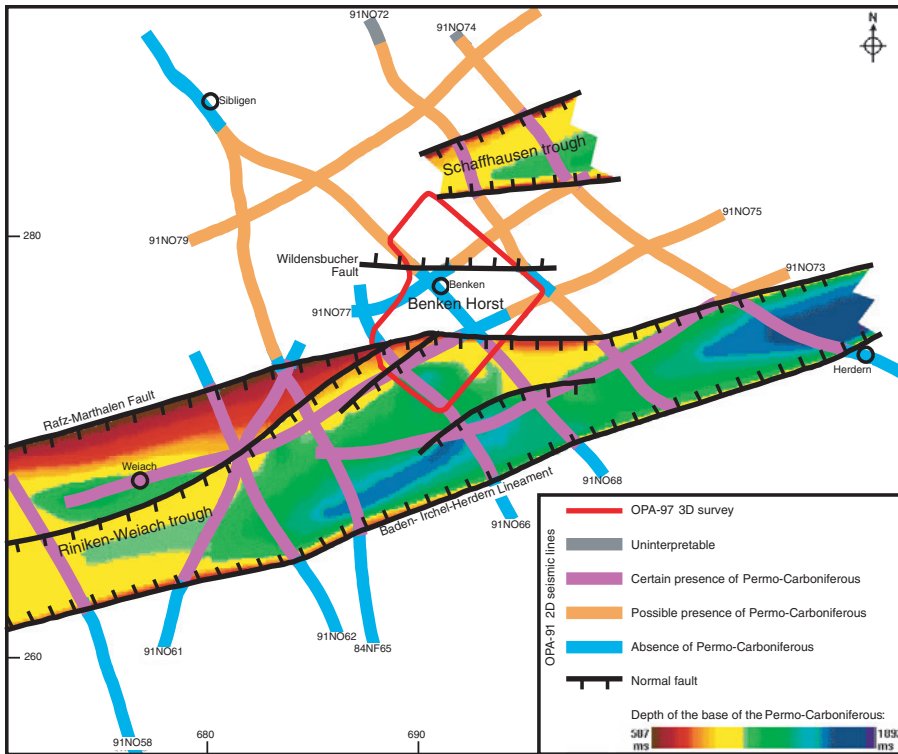 91NO72
91NO74
N
Sibligen
Schaffhausen trough
91NO75
91NO79
280
Wildensbucher
Fault
91NO73
Benken
Benken Horst
91NO77
Herdern
Rafz-Marthalen Fault
Weiach
91NO68
Baden- Irchel-Herdern Lineament
91NO66
Riniken-Weiach trough
91NO62
84NF65
91NO61
260
91NO58
680
690
OPA-91 2D seismic lines
OPA-97 3D survey
Uninterpretable
Certain presence of Permo-Carboniferous
Possible presence of Permo-Carboniferous
Absence of Permo-Carboniferous
Normal fault
Depth of the base of the Permo-Carboniferous:
507
ms
ms